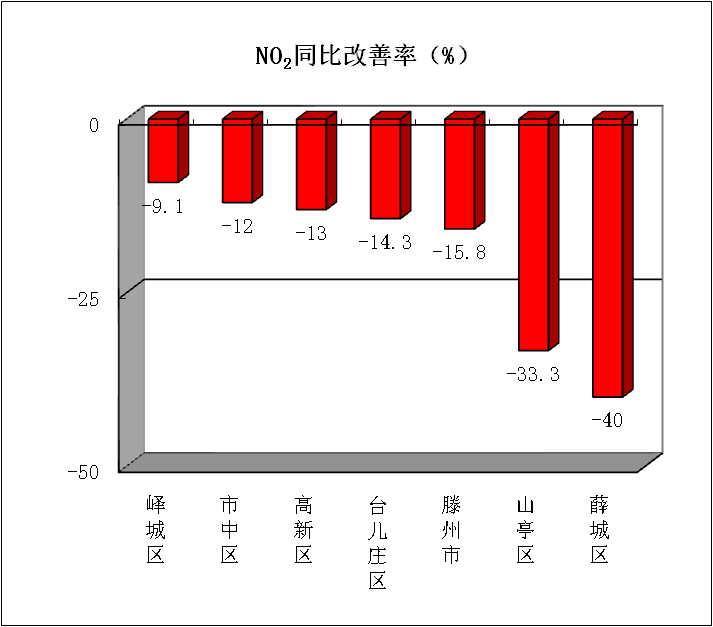 NO₂同比改善率（%）
0
-25
-50
-9.1
-12
-13
-14.3
-15.8
-33.3
-40
峄城区
市中区
高新区
台儿庄区
滕州市
山亭区
薛城区